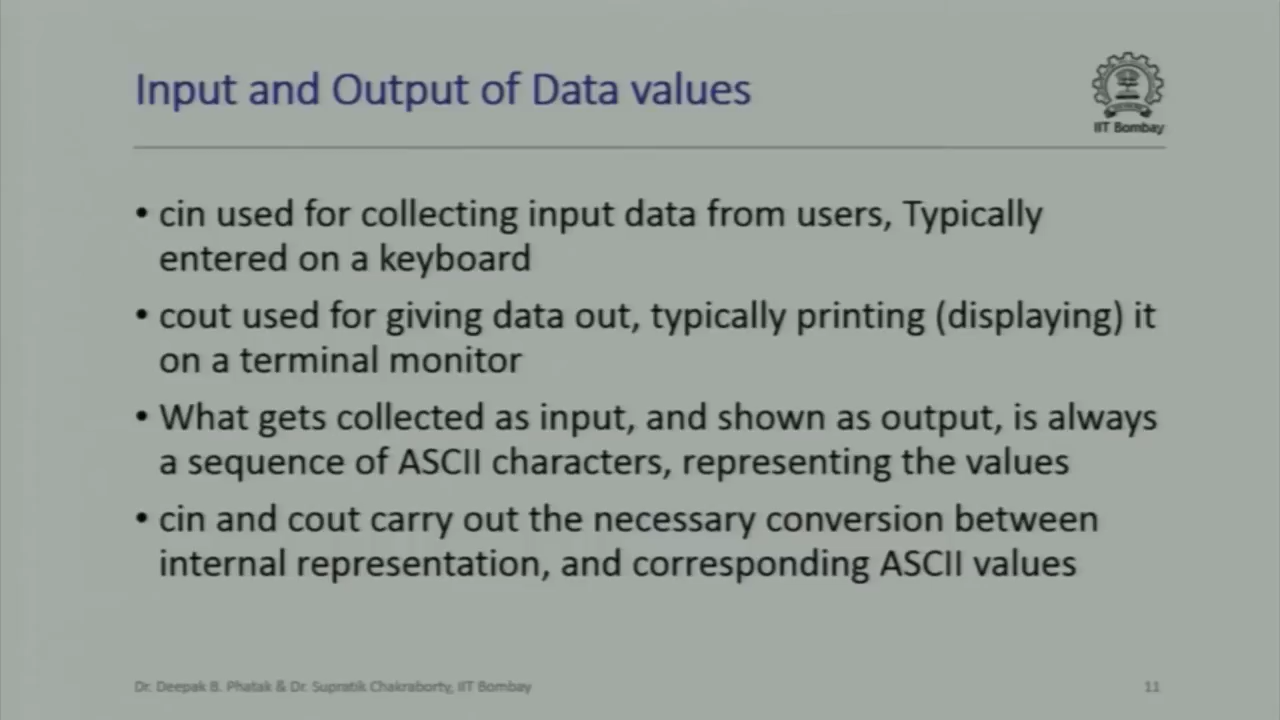 Input and Output of Data values
IIT Bombay
• cin used for collecting input data from users, Typically
entered on a keyboard
• cout used for giving data out, typically printing (displaying) it
on a terminal monitor
• What gets collected as input, and shown as output, is always
a sequence of ASCII characters, representing the values
• cin and cout carry out the necessary conversion between
internal representation, and corresponding ASCII values
Dr. Deepak B. Phatak & Dr. Supratik Chakraborty, IIT Bombay
11